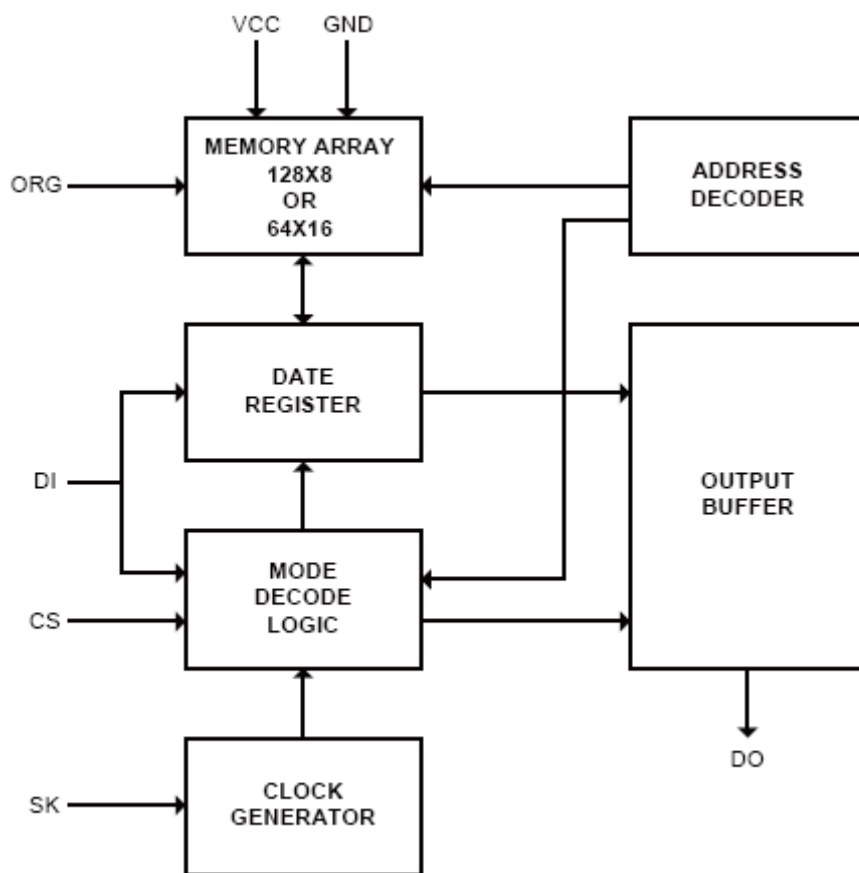 VCC
GND
ORG
MEMORY ARRAY
128X8
OR
64X16
ADDRESS
DECODER
DATE
REGISTER
DI
OUTPUT
BUFFER
MODE
DECODE
LOGIC
CS
DO
SK
CLOCK
GENERATOR